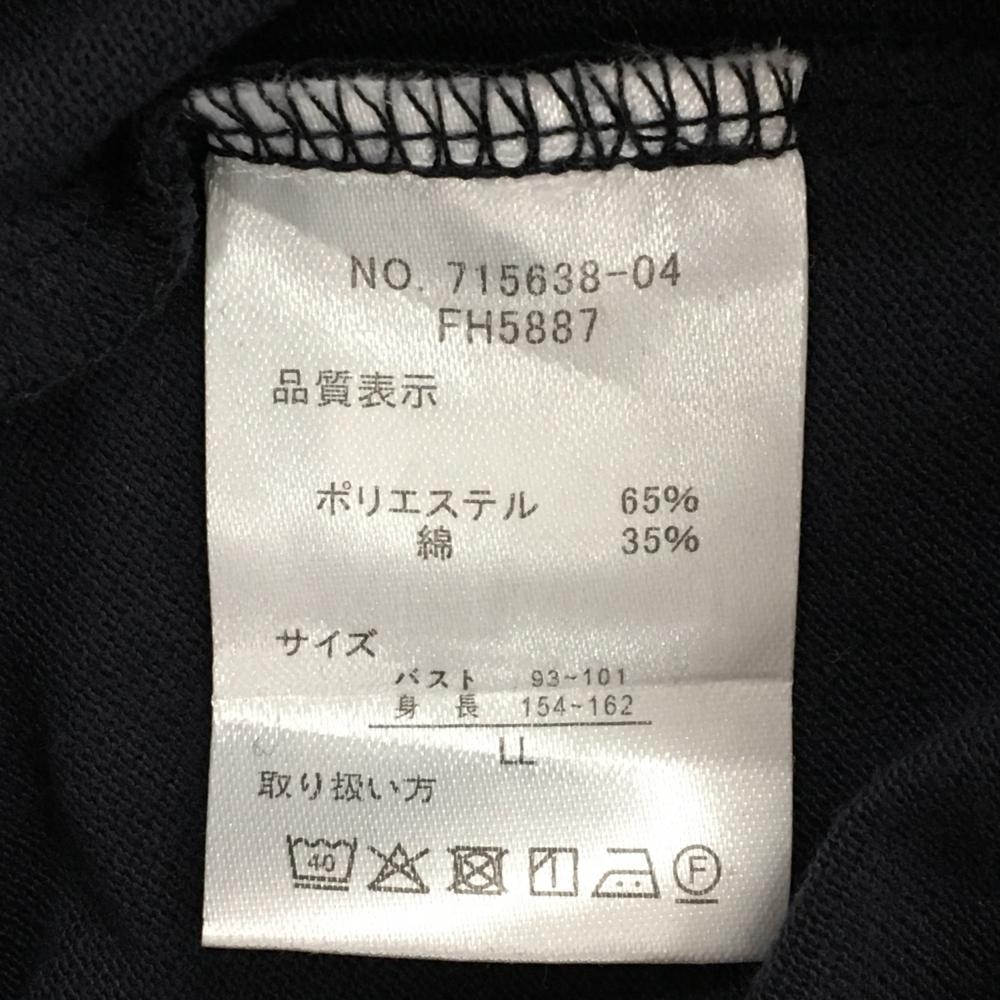 NO. 715638-04
FH5887
品質表示
ポリエステル 65%
綿 35%
サイズ
バスト 93~101
身 長 154~162
LL
取り扱い方
40
F